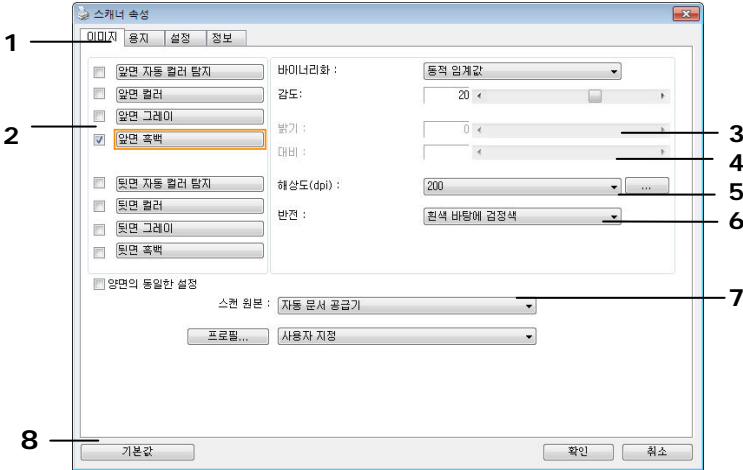 스캐너 속성
1
이미지 용지 설정 정보
2
앞면 자동 컬러 탐지
앞면 컬러
앞면 그레이
앞면 흑백
뒷면 자동 컬러 탐지
뒷면 컬러
뒷면 그레이
뒷면 흑백
바이너리화 : 동적 임계값
감도: 20
밝기 : 0
3
대비 :
4
해상도(dpi) : 200 ...
5
반전 : 흰색 바탕에 검정색
6
양면의 동일한 설정
스캔 원본 : 자동 문서 공급기
7
프로필... 사용자 지정
8
기본값 확인 취소